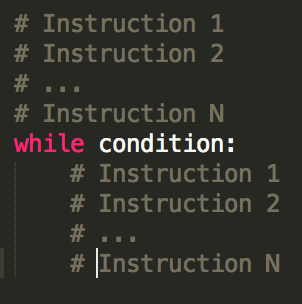 # Instruction 1
# Instruction 2
# ...
# Instruction N
while condition:
    # Instruction 1
    # Instruction 2
    # ...
    # Instruction N